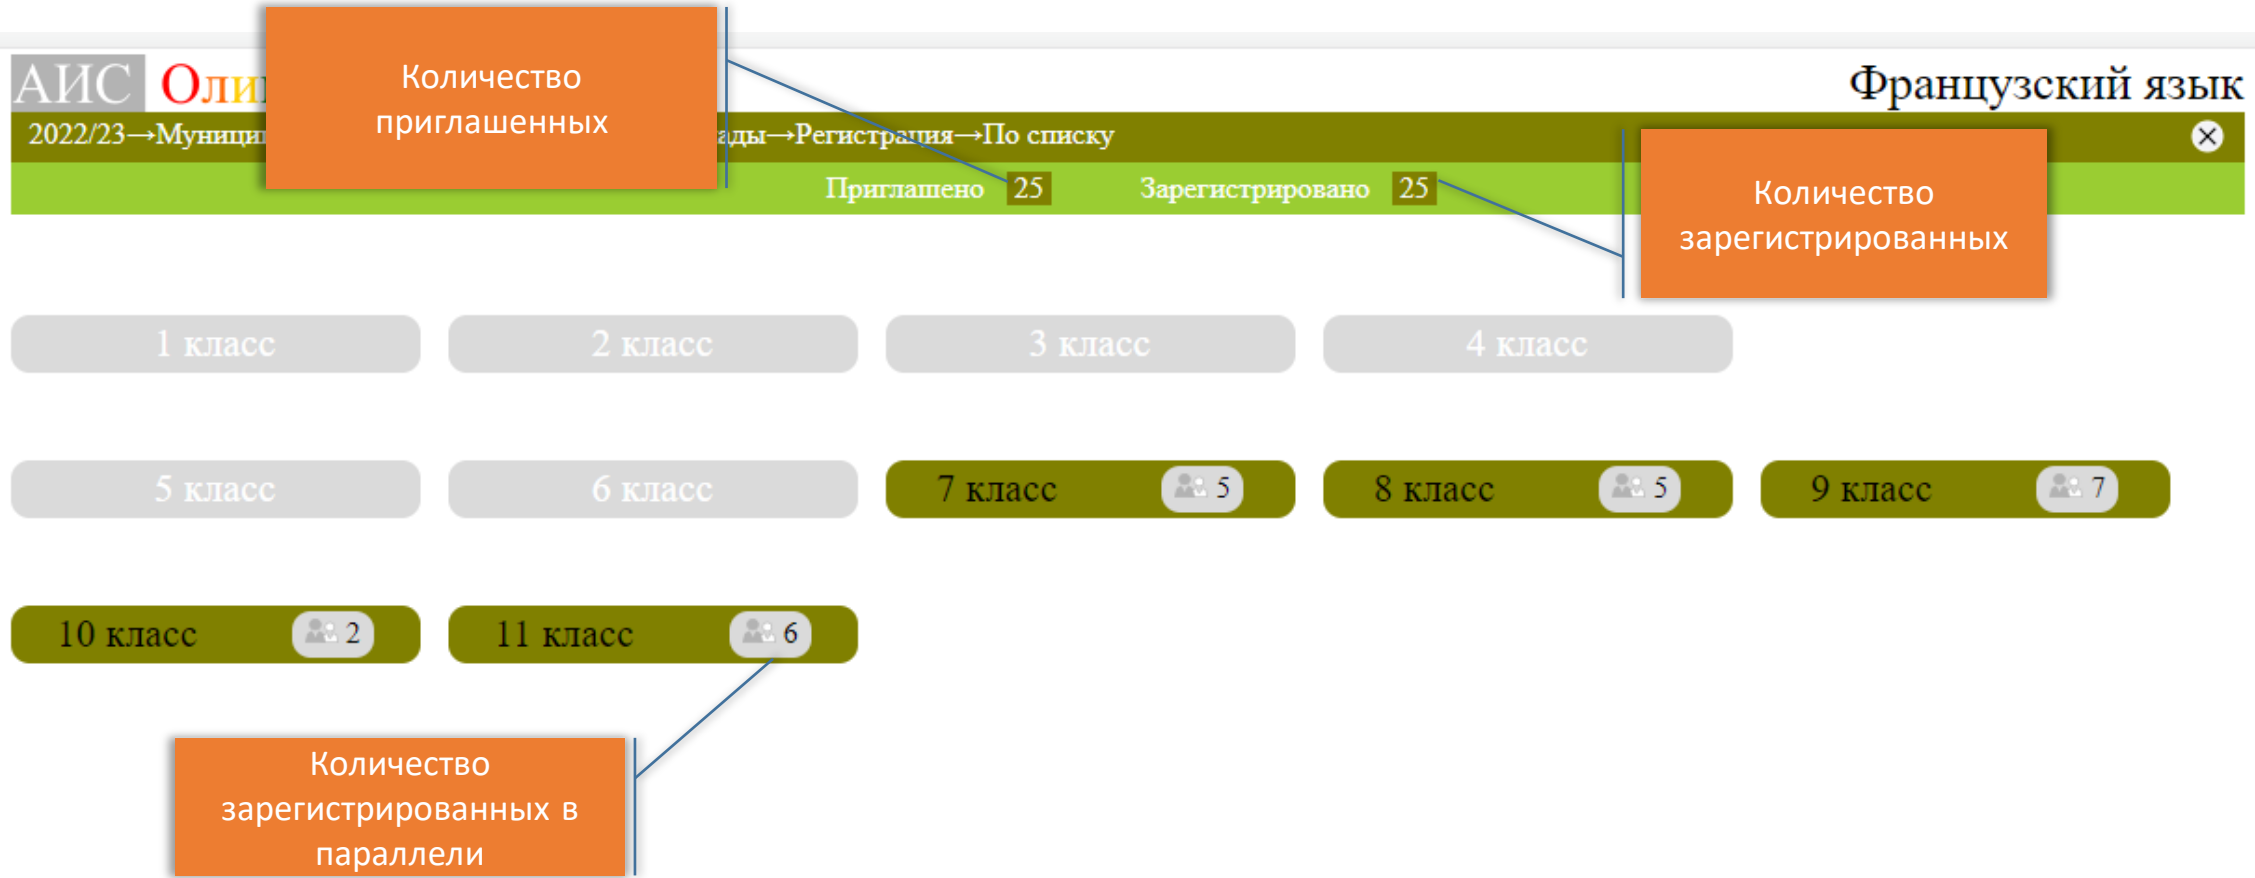 Количество
приглашенных
АИС
Французский язык
2022/23→
ады→Регистрация→По списку
Приглашено 25 Зарегистрировано 25
Количество
зарегистрированных
1 класс 2 класс 3 класс 4 класс
5 класс 6 класс 7 класс 5 8 класс 5 9 класс 7
10 класс 2 11 класс 6
Количество
зарегистрированных в
параллели